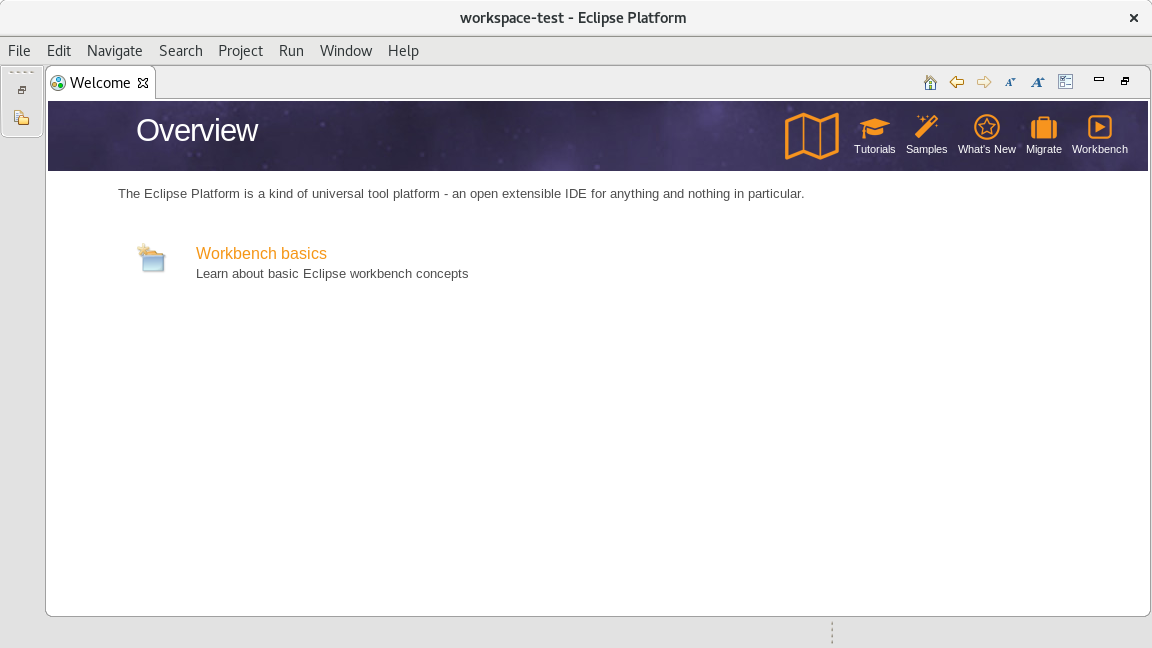 workspace-test - Eclipse Platform
File Edit Navigate Search Project Run Window Help
Welcome
Overview
Tutorials Samples What's New Migrate Workbench
The Eclipse Platform is a kind of universal tool platform - an open extensible IDE for anything and nothing in particular.
Workbench basics
Learn about basic Eclipse workbench concepts